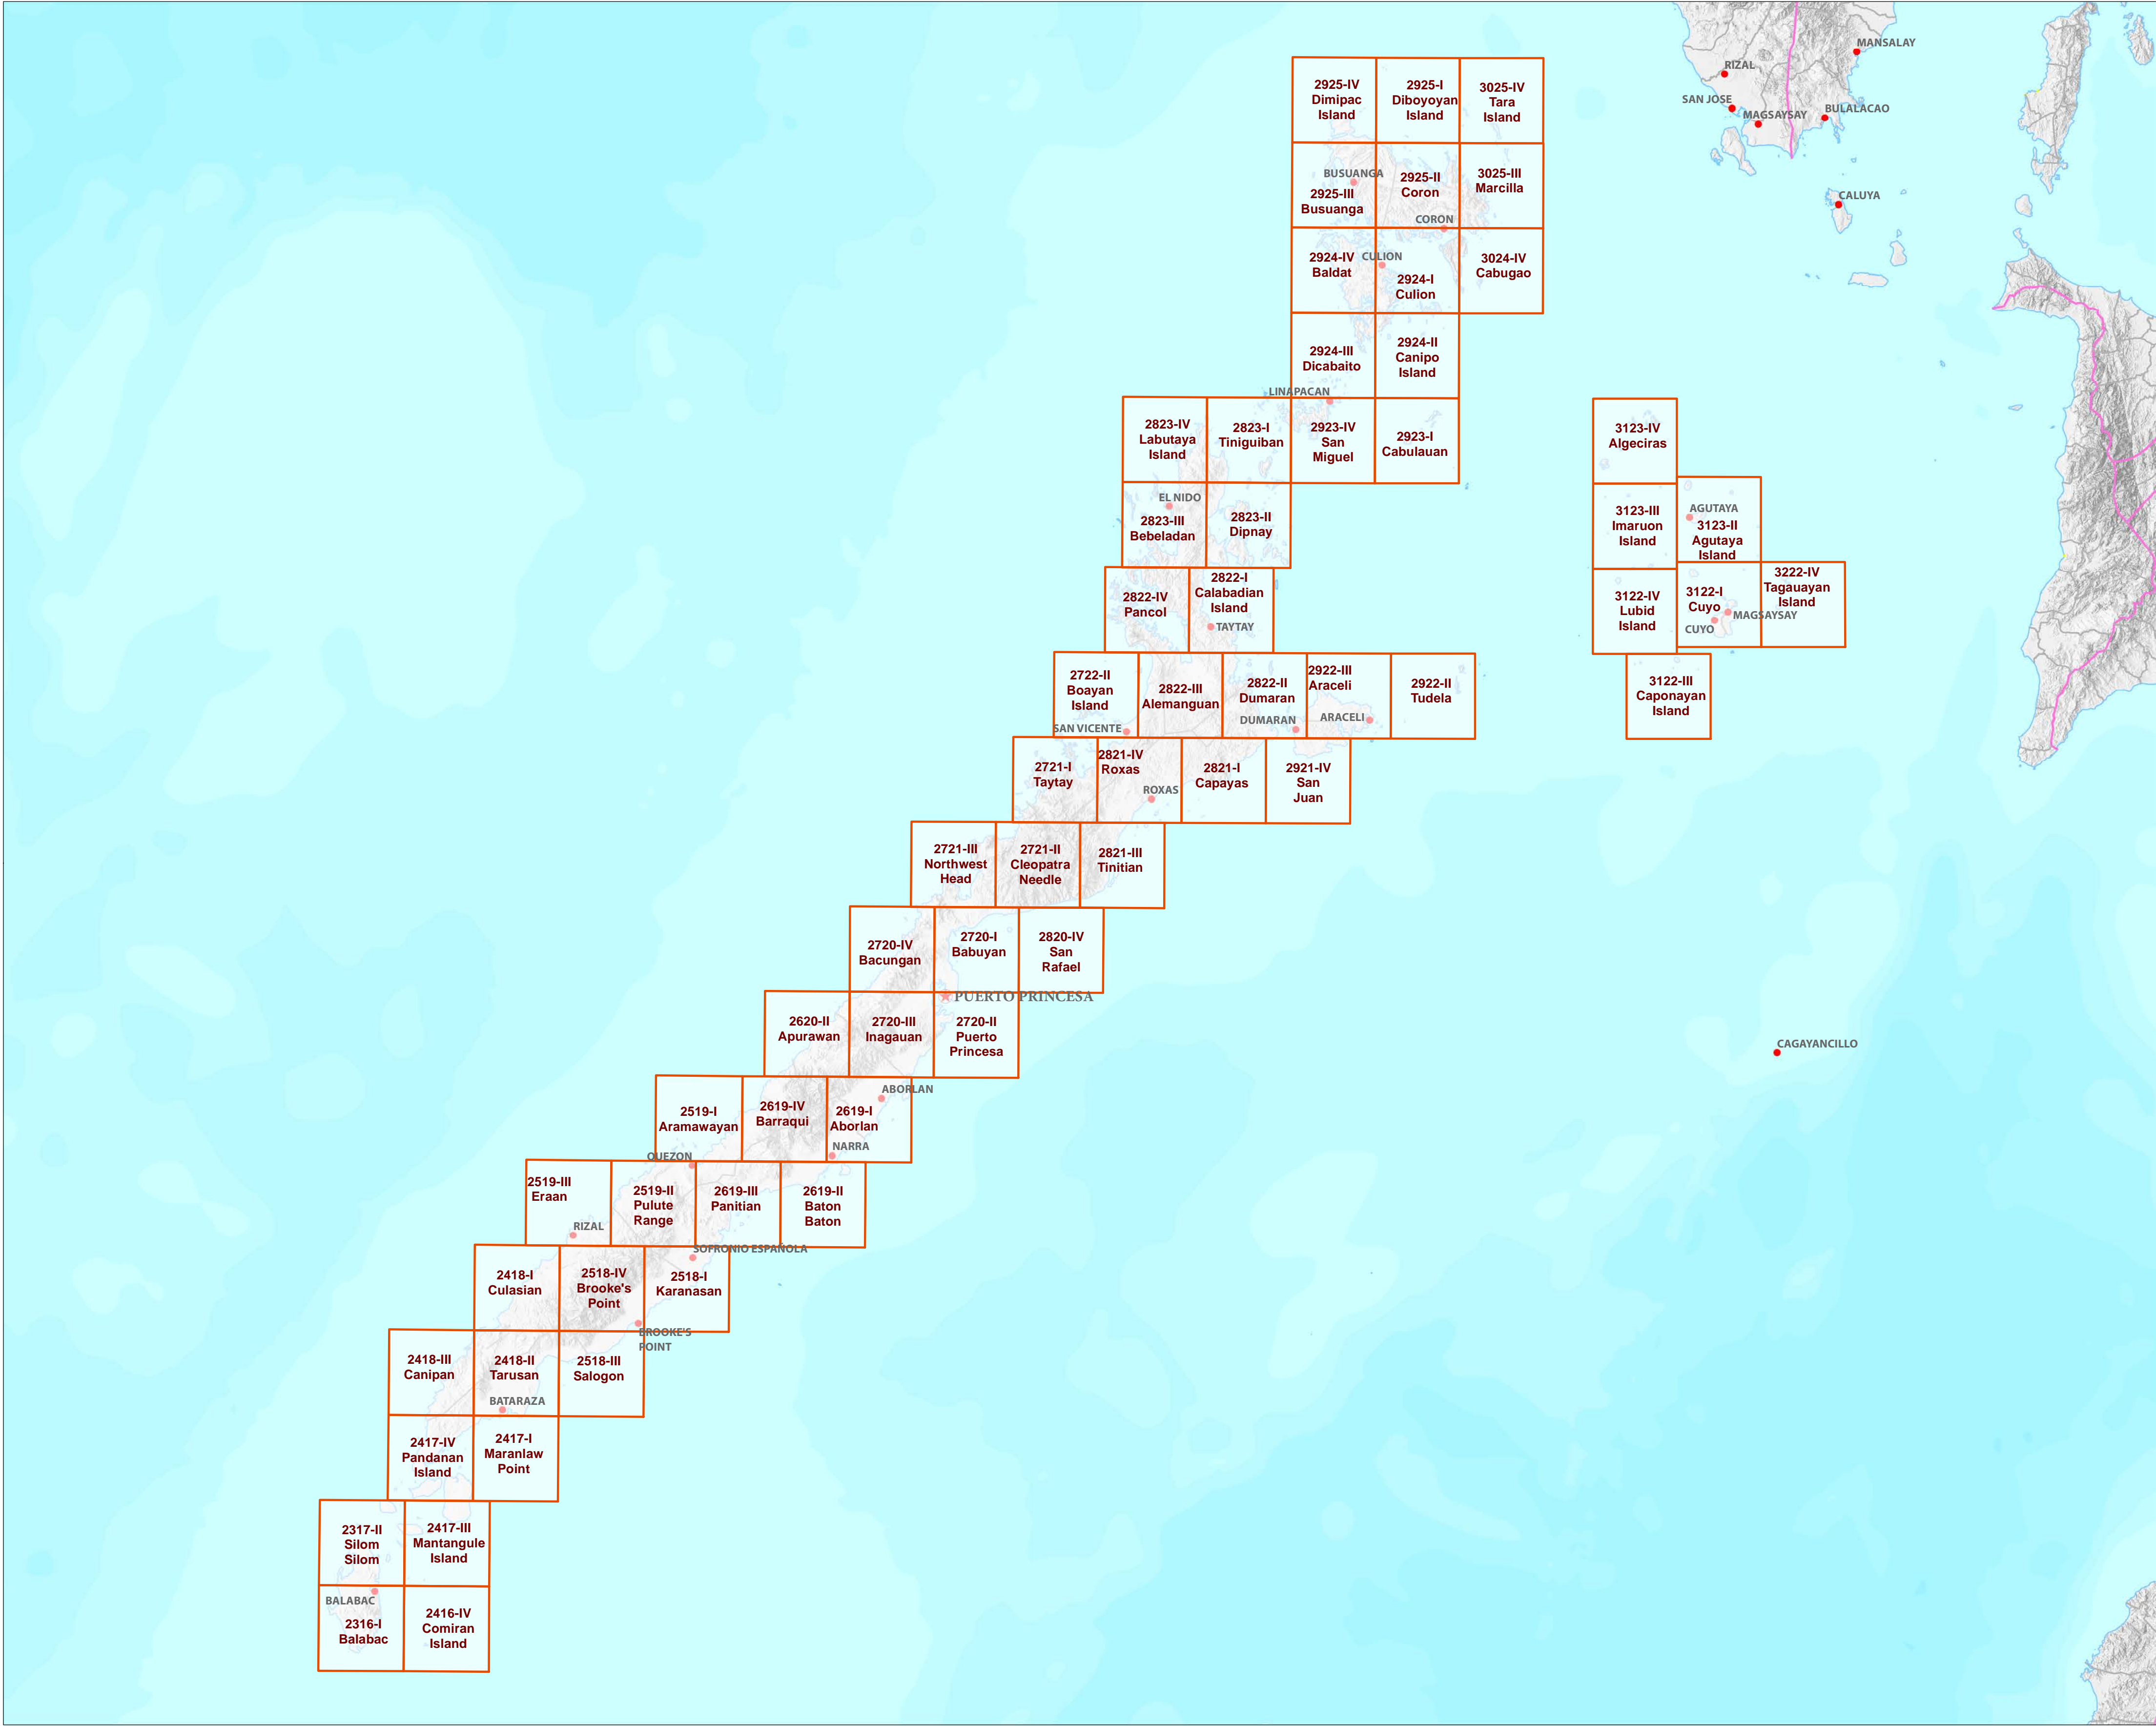 MANSALAY
RIZAL
SAN JOSE
MAGSAYSAY
BULALACAO
CALUYA
2925-IV
Dimipac
Island
2925-I
Diboyoyan
Island
3025-IV
Tara
Island
BUSUANGA
2925-III
Busuanga
2925-II
Coron
CORON
3025-III
Marcilla
2924-IV
Baldat
CULION
2924-I
Culion
3024-IV
Cabugao
2924-III
Dicabaito
2924-II
Canipo
Island
LINAPACAN
2823-IV
Labutaya
Island
2823-I
Tiniguiban
2923-IV
San
Miguel
2923-I
Cabulauan
3123-IV
Algeciras
EL NIDO
2823-III
Bebeladan
2823-II
Dipnay
3123-III
Imaruon
Island
AGUTAYA
3123-II
Agutaya
Island
2822-IV
Pancol
2822-I
Calabadian
Island
TAYTAY
3122-IV
Lubid
Island
3122-I
Cuyo
MAGSAYSAY
CUYO
3222-IV
Tagauayan
Island
2722-II
Boayan
Island
SAN VICENTE
2822-III
Alemanguan
2822-II
Dumaran
DUMARAN
2922-III
Araceli
ARACELI
2922-II
Tudela
3122-III
Caponayan
Island
2721-I
Taytay
2821-IV
Roxas
ROXAS
2821-I
Capayas
2921-IV
San
Juan
2721-III
Northwest
Head
2721-II
Cleopatra
Needle
2821-III
Tinitian
2720-IV
Bacungan
2720-I
Babuyan
2820-IV
San
Rafael
PUERTO PRINCESA
2620-II
Apurawan
2720-III
Inagauan
2720-II
Puerto
Princesa
CAGAYANCILLO
2519-I
Aramawayan
2619-IV
Barraqui
ABORLAN
2619-I
Aborlan
NARRA
QUEZON
2519-III
Eraan
RIZAL
2519-II
Pulute
Range
2619-III
Panitian
2619-II
Baton
Baton
SOFRONIO ESPAÑOLA
2418-I
Culasian
2518-IV
Brooke's
Point
2518-I
Karanasan
BROOKE'S
POINT
2418-III
Canipan
2418-II
Tarusan
BATARAZA
2518-III
Salogon
2417-IV
Pandanan
Island
2417-I
Maranlaw
Point
2317-II
Silom
Silom
2417-III
Mantangule
Island
BALABAC
2316-I
Balabac
2416-IV
Comiran
Island